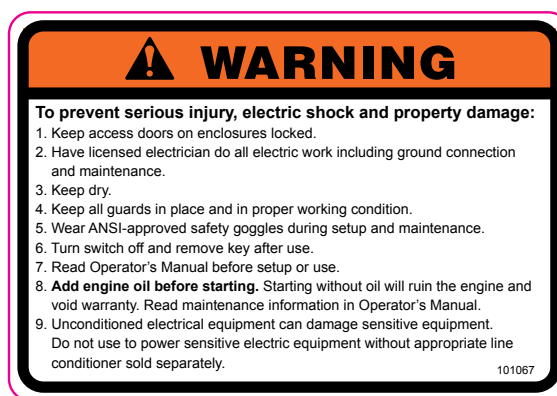 WARNING
To prevent serious injury, electric shock and property damage:
1. Keep access doors on enclosures locked.
2. Have licensed electrician do all electric work including ground connection
and maintenance.
3. Keep dry.
4. Keep all guards in place and in proper working condition.
5. Wear ANSI-approved safety goggles during setup and maintenance.
6. Turn switch off and remove key after use.
7. Read Operator’s Manual before setup or use.
8. Add engine oil before starting. Starting without oil will ruin the engine and
void warranty. Read maintenance information in Operator’s Manual.
9. Unconditioned electrical equipment can damage sensitive equipment.
Do not use to power sensitive electric equipment without appropriate line
conditioner sold separately.
101067